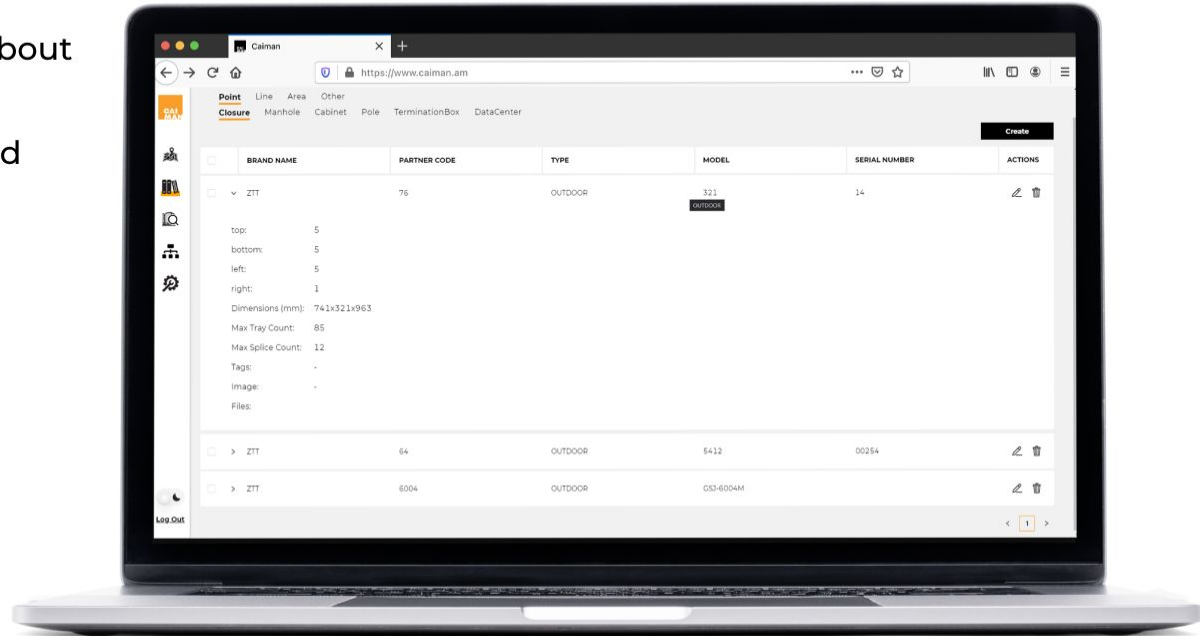 bout
d
Caiman
https://www.caiman.am
CAI
MAN
Point Line Area Other
Closure Manhole Cabinet Pole TerminationBox DataCenter
Create
BRAND NAME PARTNER CODE TYPE MODEL SERIAL NUMBER ACTIONS
ZTT 76 OUTDOOR 321 14
OUTDOOR
top: 5
bottom: 5
left: 5
right: 1
Dimensions (mm): 741x321x963
Max Tray Count: 85
Max Splice Count: 12
Tags: -
Image: -
Files:
ZTT 64 OUTDOOR 5412 00254
ZTT 6004 OUTDOOR GSJ-6004M
Log Out
< 1 >